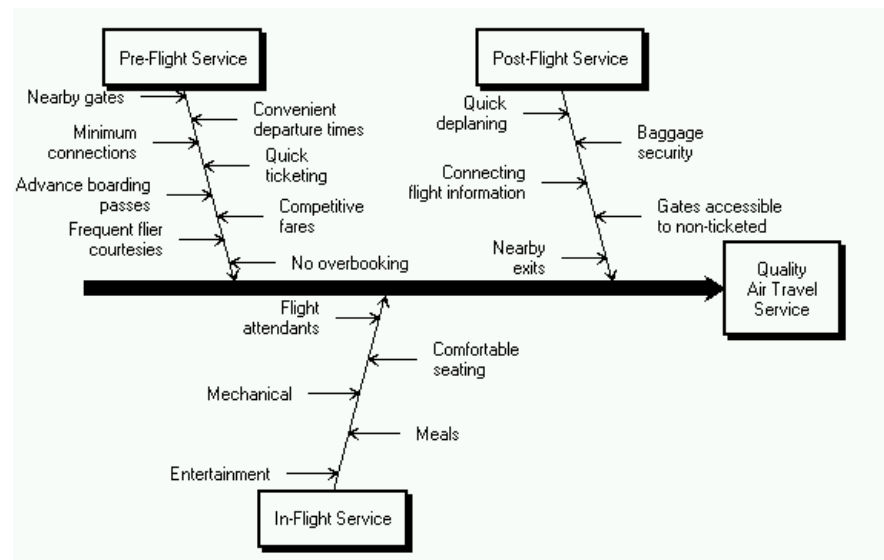 Pre-Flight Service
Nearby gates
Convenient
departure times
Minimum
connections
Quick
ticketing
Advance boarding
passes
Competitive
fares
Frequent flier
courtesies
No overbooking
Post-Flight Service
Quick
deplaning
Baggage
security
Connecting
flight information
Gates accessible
to non-ticketed
Nearby
exits
Quality
Air Travel
Service
Flight
attendants
Comfortable
seating
Mechanical
Meals
Entertainment
In-Flight Service